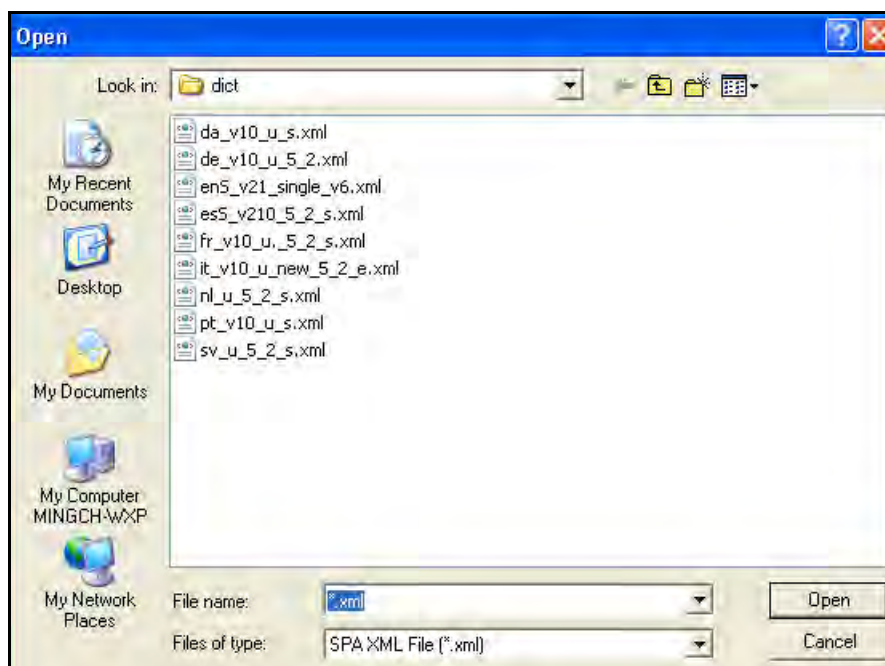 Open
Look in:
dict
da_v10_u_s.xml
de_v10_u_5_2.xml
en5_v21_single_v6.xml
es5_v210_5_2_s.xml
fr_v10_u._5_2_s.xml
it_v10_u_new_5_2_e.xml
nl_u_5_2_s.xml
pt_v10_u_s.xml
sv_u_5_2_s.xml
My Recent
Documents
Desktop
My Documents
My Computer
MINGCH-WXP
My Network
Places
File name:
*.xml
Open
Files of type:
SPA XML File (*.xml)
Cancel